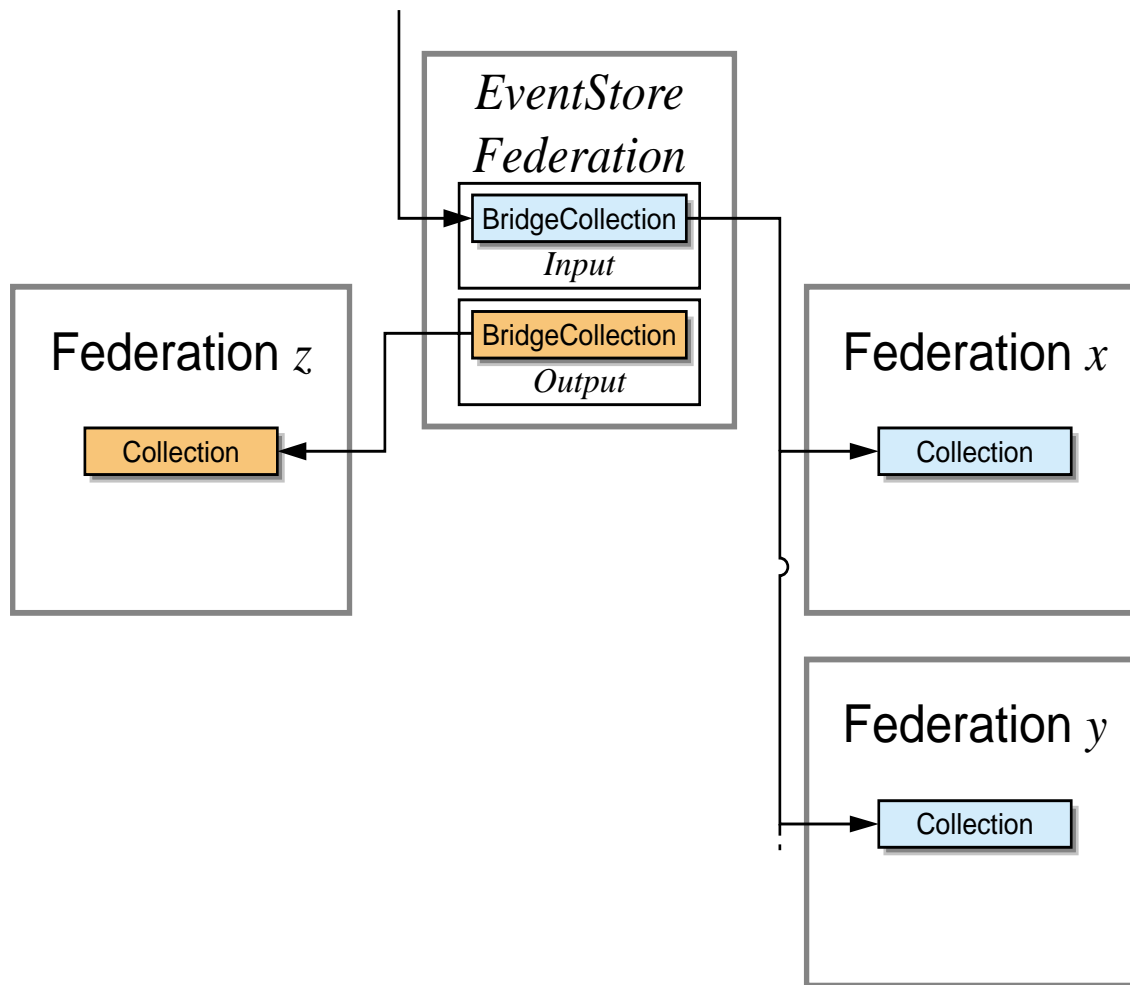 EventStore
Federation
BridgeCollection
Input
BridgeCollection
Output
Federation z
Collection
Federation x
Collection
Federation y
Collection